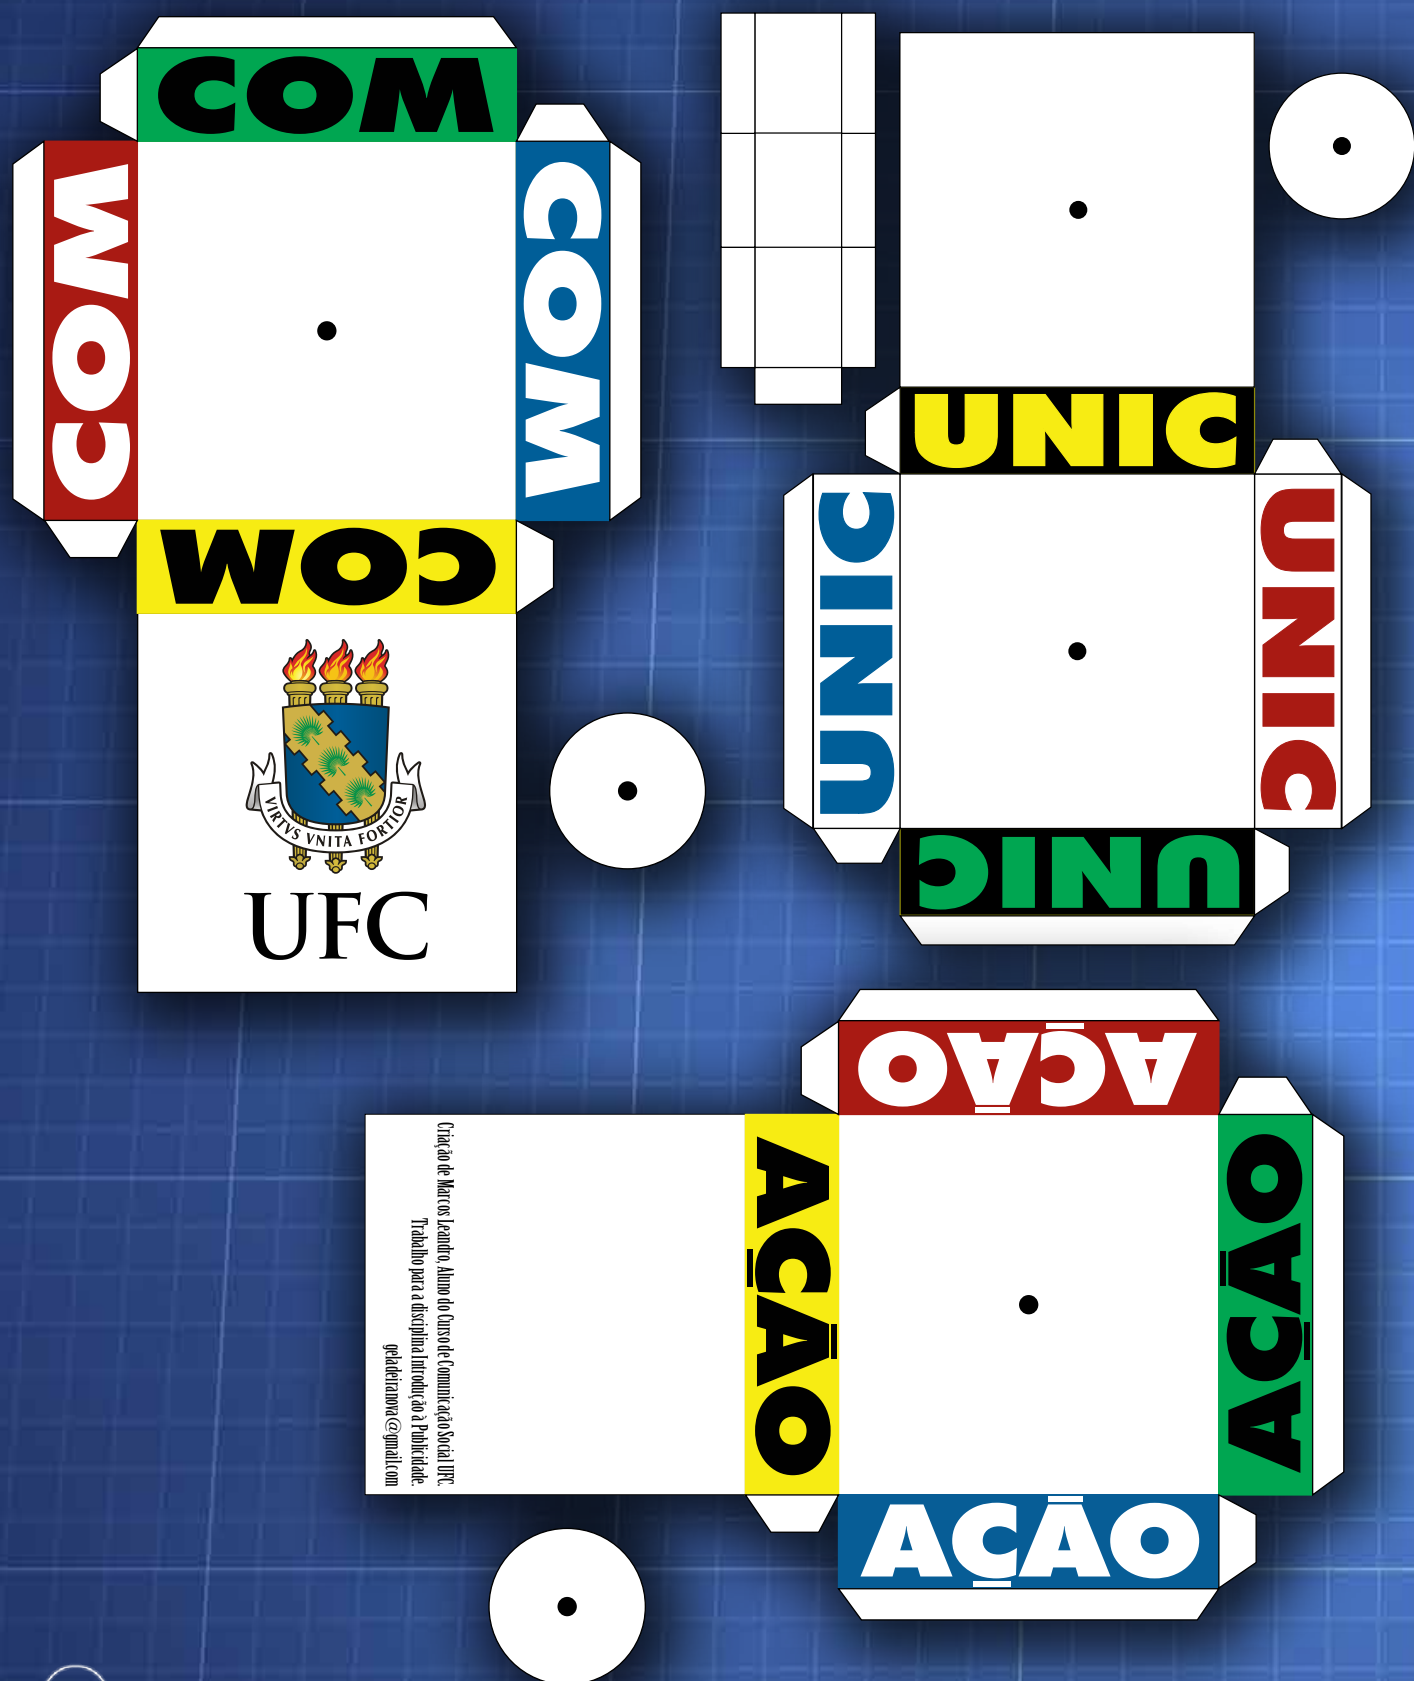 COM
COM
COM
COM
VIRTVS VNITA FORTIOR
UFC
UNIC
UNIC
UNIC
UNIC
AÇÃO
AÇÃO
AÇÃO
AÇÃO
Criação de Marcos Leandro, Aluno do Curso de Comunicação Social UFC.
Trabalho para a disciplina Introdução à Publicidade.
geladeiranova@gmail.com